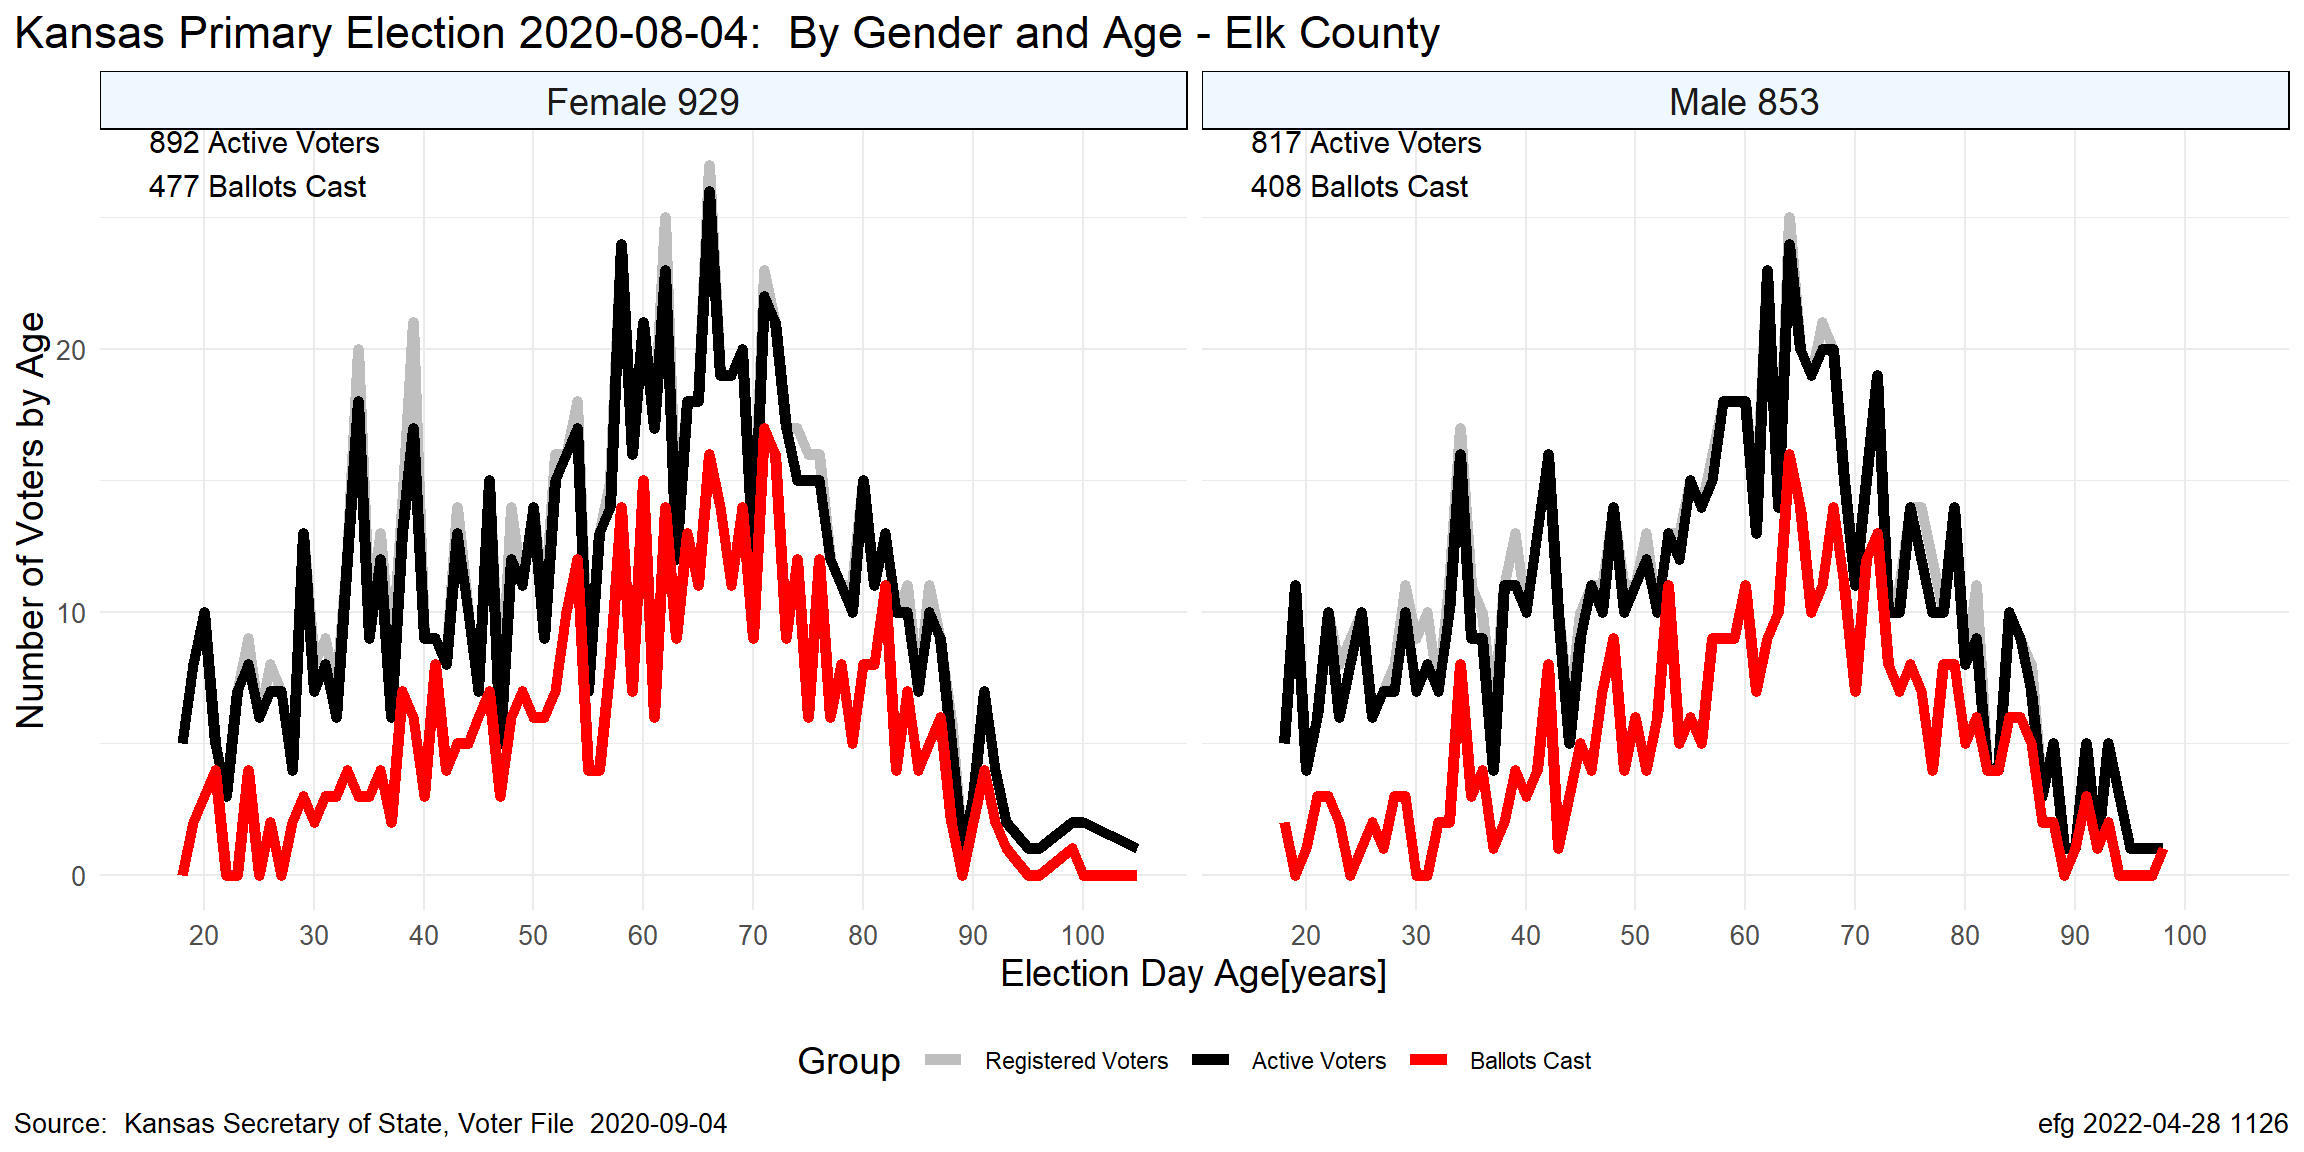 Kansas Primary Election 2020-08-04:  By Gender and Age - Elk County
Female 929
Male 853
892 Active Voters
477 Ballots Cast
817 Active Voters
408 Ballots Cast
Number of Voters by Age
20
10
0
20 30 40 50 60 70 80 90 100
20 30 40 50 60 70 80 90 100
Election Day Age[years]
Group Registered Voters Active Voters Ballots Cast
Source:  Kansas Secretary of State, Voter File  2020-09-04
efg 2022-04-28 1126